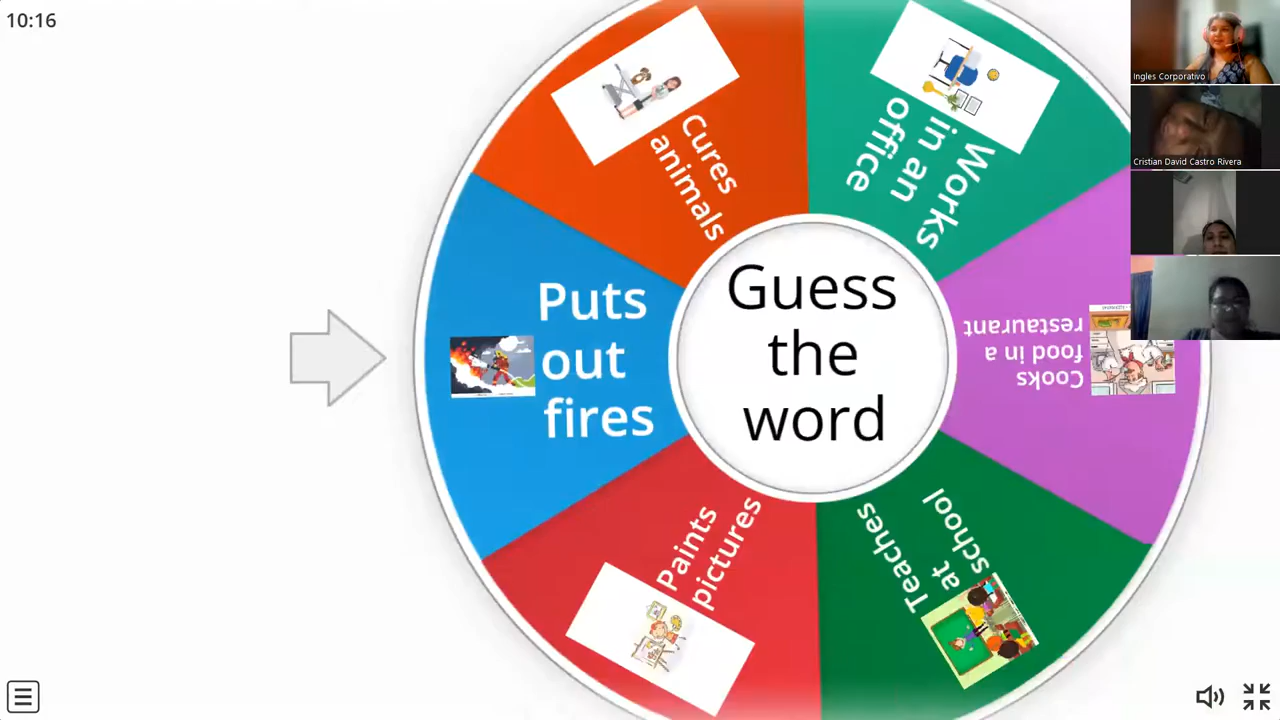 10:16
Cures
animals
Works
in an
office
Puts
out
fires
Guess
the
word
Cooks
food in a
restaurant
Paints
pictures
Teaches
at
school
Ingles Corporativo
Cristian David Castro Rivera